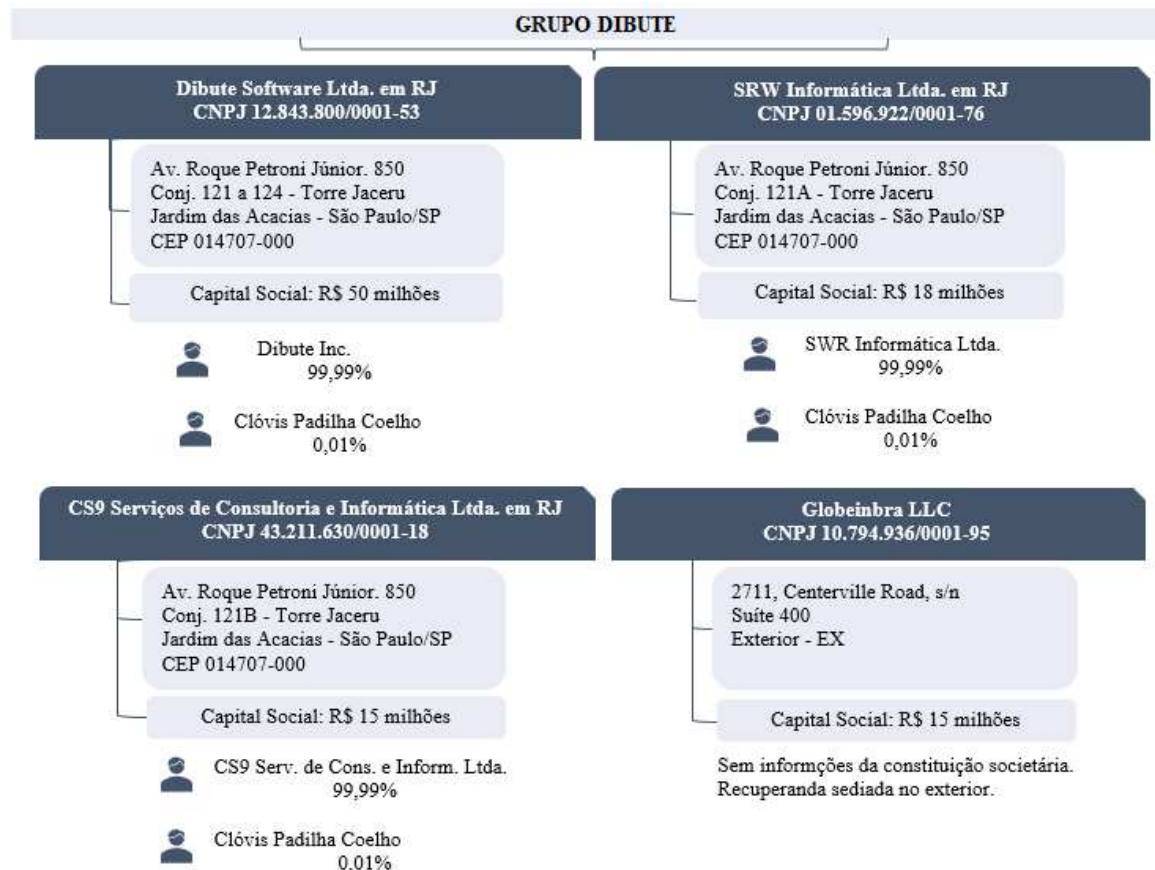 GRUPO DIBUTE
Dibute Software Ltda. em RJ
CNPJ 12.843.800/0001-53
Av. Roque Petroni Júnior. 850
Conj. 121 a 124 - Torre Jaceru
Jardim das Acacias - São Paulo/SP
CEP 014707-000
Capital Social: R$ 50 milhões
Dibute Inc.
99,99%
Clóvis Padilha Coelho
0,01%
SRW Informática Ltda. em RJ
CNPJ 01.596.922/0001-76
Av. Roque Petroni Júnior. 850
Conj. 121A - Torre Jaceru
Jardim das Acacias - São Paulo/SP
CEP 014707-000
Capital Social: R$ 18 milhões
SWR Informática Ltda.
99,99%
Clóvis Padilha Coelho
0,01%
CS9 Serviços de Consultoria e Informática Ltda. em RJ
CNPJ 43.211.630/0001-18
Av. Roque Petroni Júnior. 850
Conj. 121B - Torre Jaceru
Jardim das Acacias - São Paulo/SP
CEP 014707-000
Capital Social: R$ 15 milhões
CS9 Serv. de Cons. e Inform. Ltda.
99,99%
Clóvis Padilha Coelho
0,01%
Globeinbra LLC
CNPJ 10.794.936/0001-95
2711, Centerville Road, s/n
Suíte 400
Exterior - EX
Capital Social: R$ 15 milhões
Sem informções da constituição societária.
Recuperanda sediada no exterior.